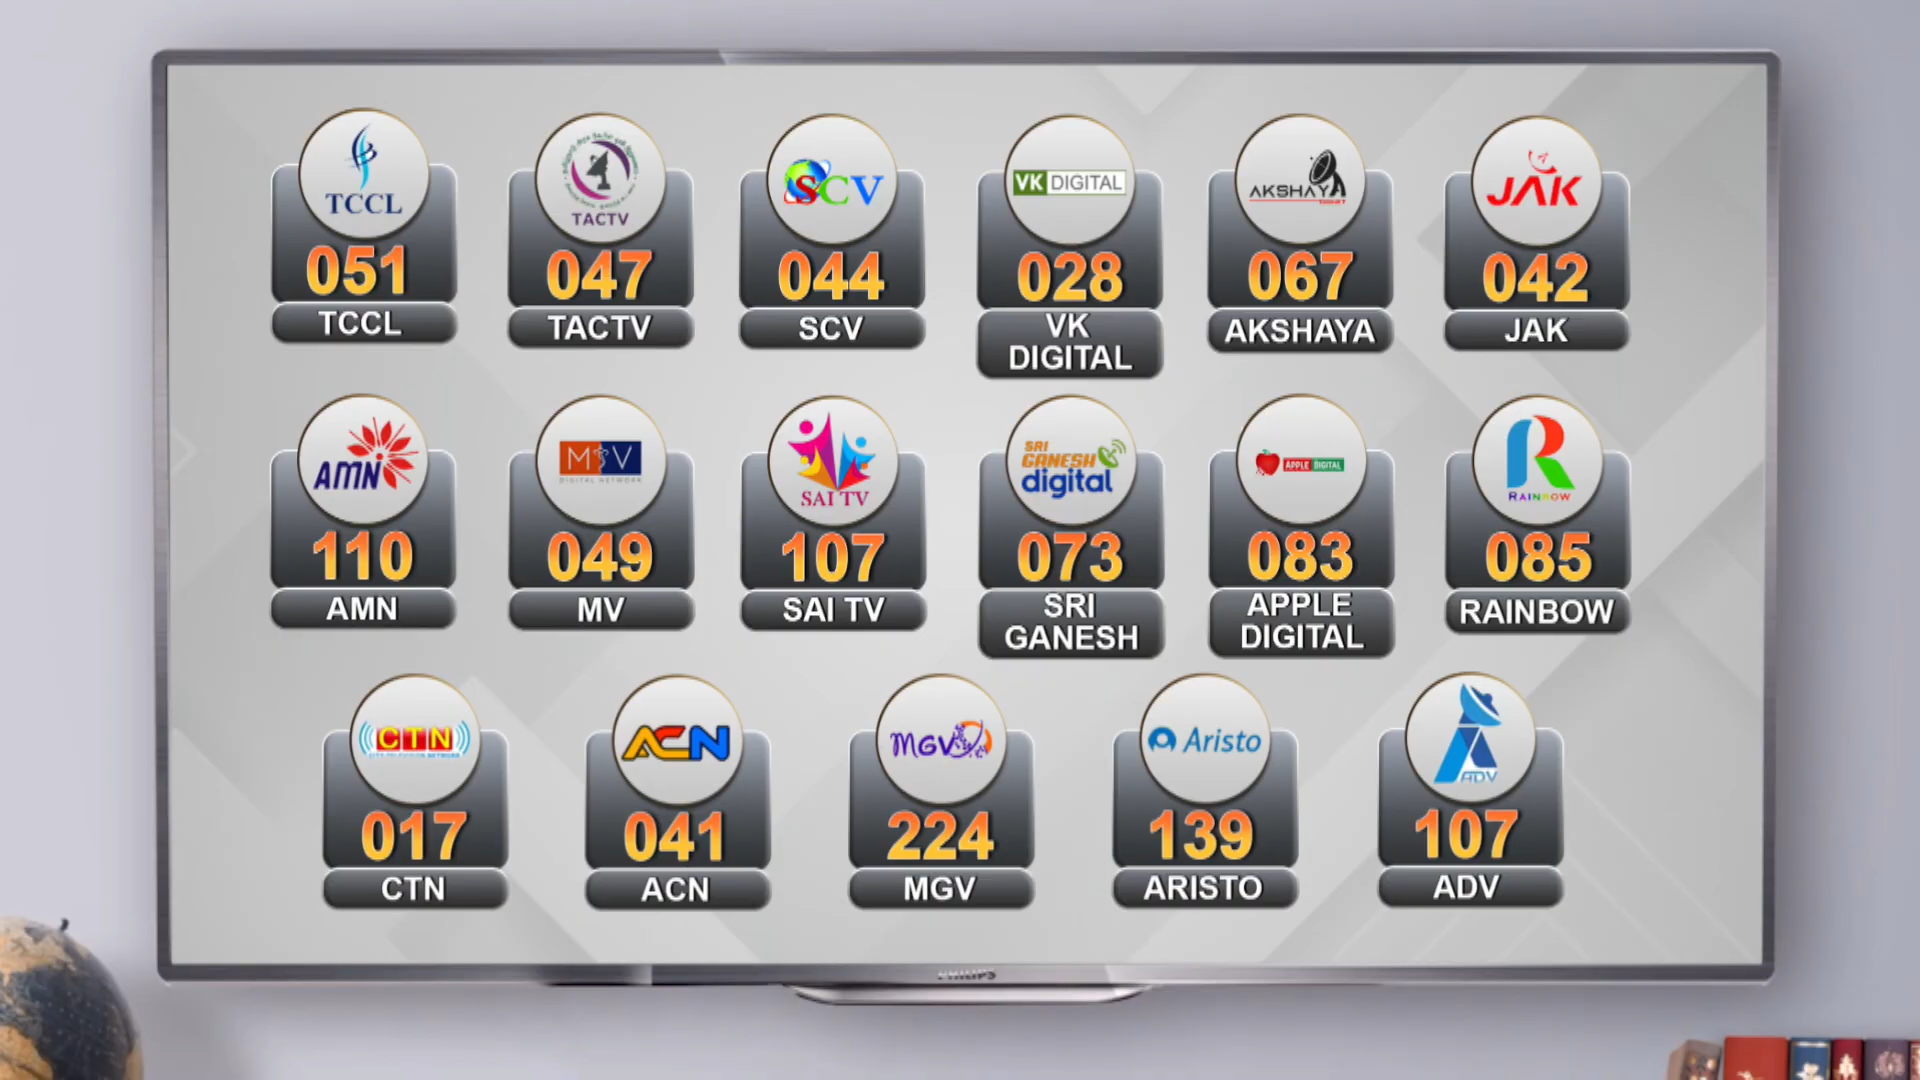 TCCL
TACTV
SCV
VK DIGITAL
AKSHAYA
JAK
051
047
044
028
067
042
TCCL
TACTV
SCV
VK
DIGITAL
AKSHAYA
JAK
AMN
MV
DIGITAL NETWORK
SAI TV
SRI
GANESH
digital
APPLE DIGITAL
RAINBOW
110
049
107
073
083
085
AMN
MV
SAI TV
SRI
GANESH
APPLE
DIGITAL
RAINBOW
CTN
ACN
MGV
Aristo
ADV
017
041
224
139
107
CTN
ACN
MGV
ARISTO
ADV
PHILIPS